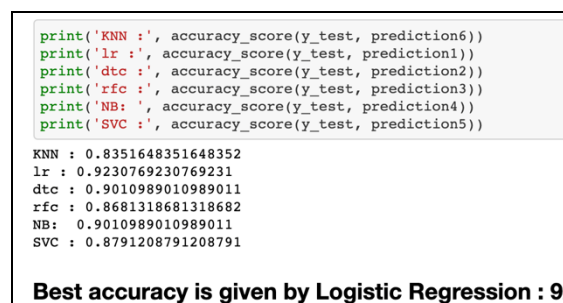 print('KNN :', accuracy_score(y_test, prediction6))
print('lr :', accuracy_score(y_test, prediction1))
print('dtc :', accuracy_score(y_test, prediction2))
print('rfc :', accuracy_score(y_test, prediction3))
print('NB: ', accuracy_score(y_test, prediction4))
print('SVC :', accuracy_score(y_test, prediction5))
KNN : 0.8351648351648352
lr : 0.9230769230769231
dtc : 0.9010989010989011
rfc : 0.8681318681318682
NB:  0.9010989010989011
SVC : 0.8791208791208791
Best accuracy is given by Logistic Regression : 9